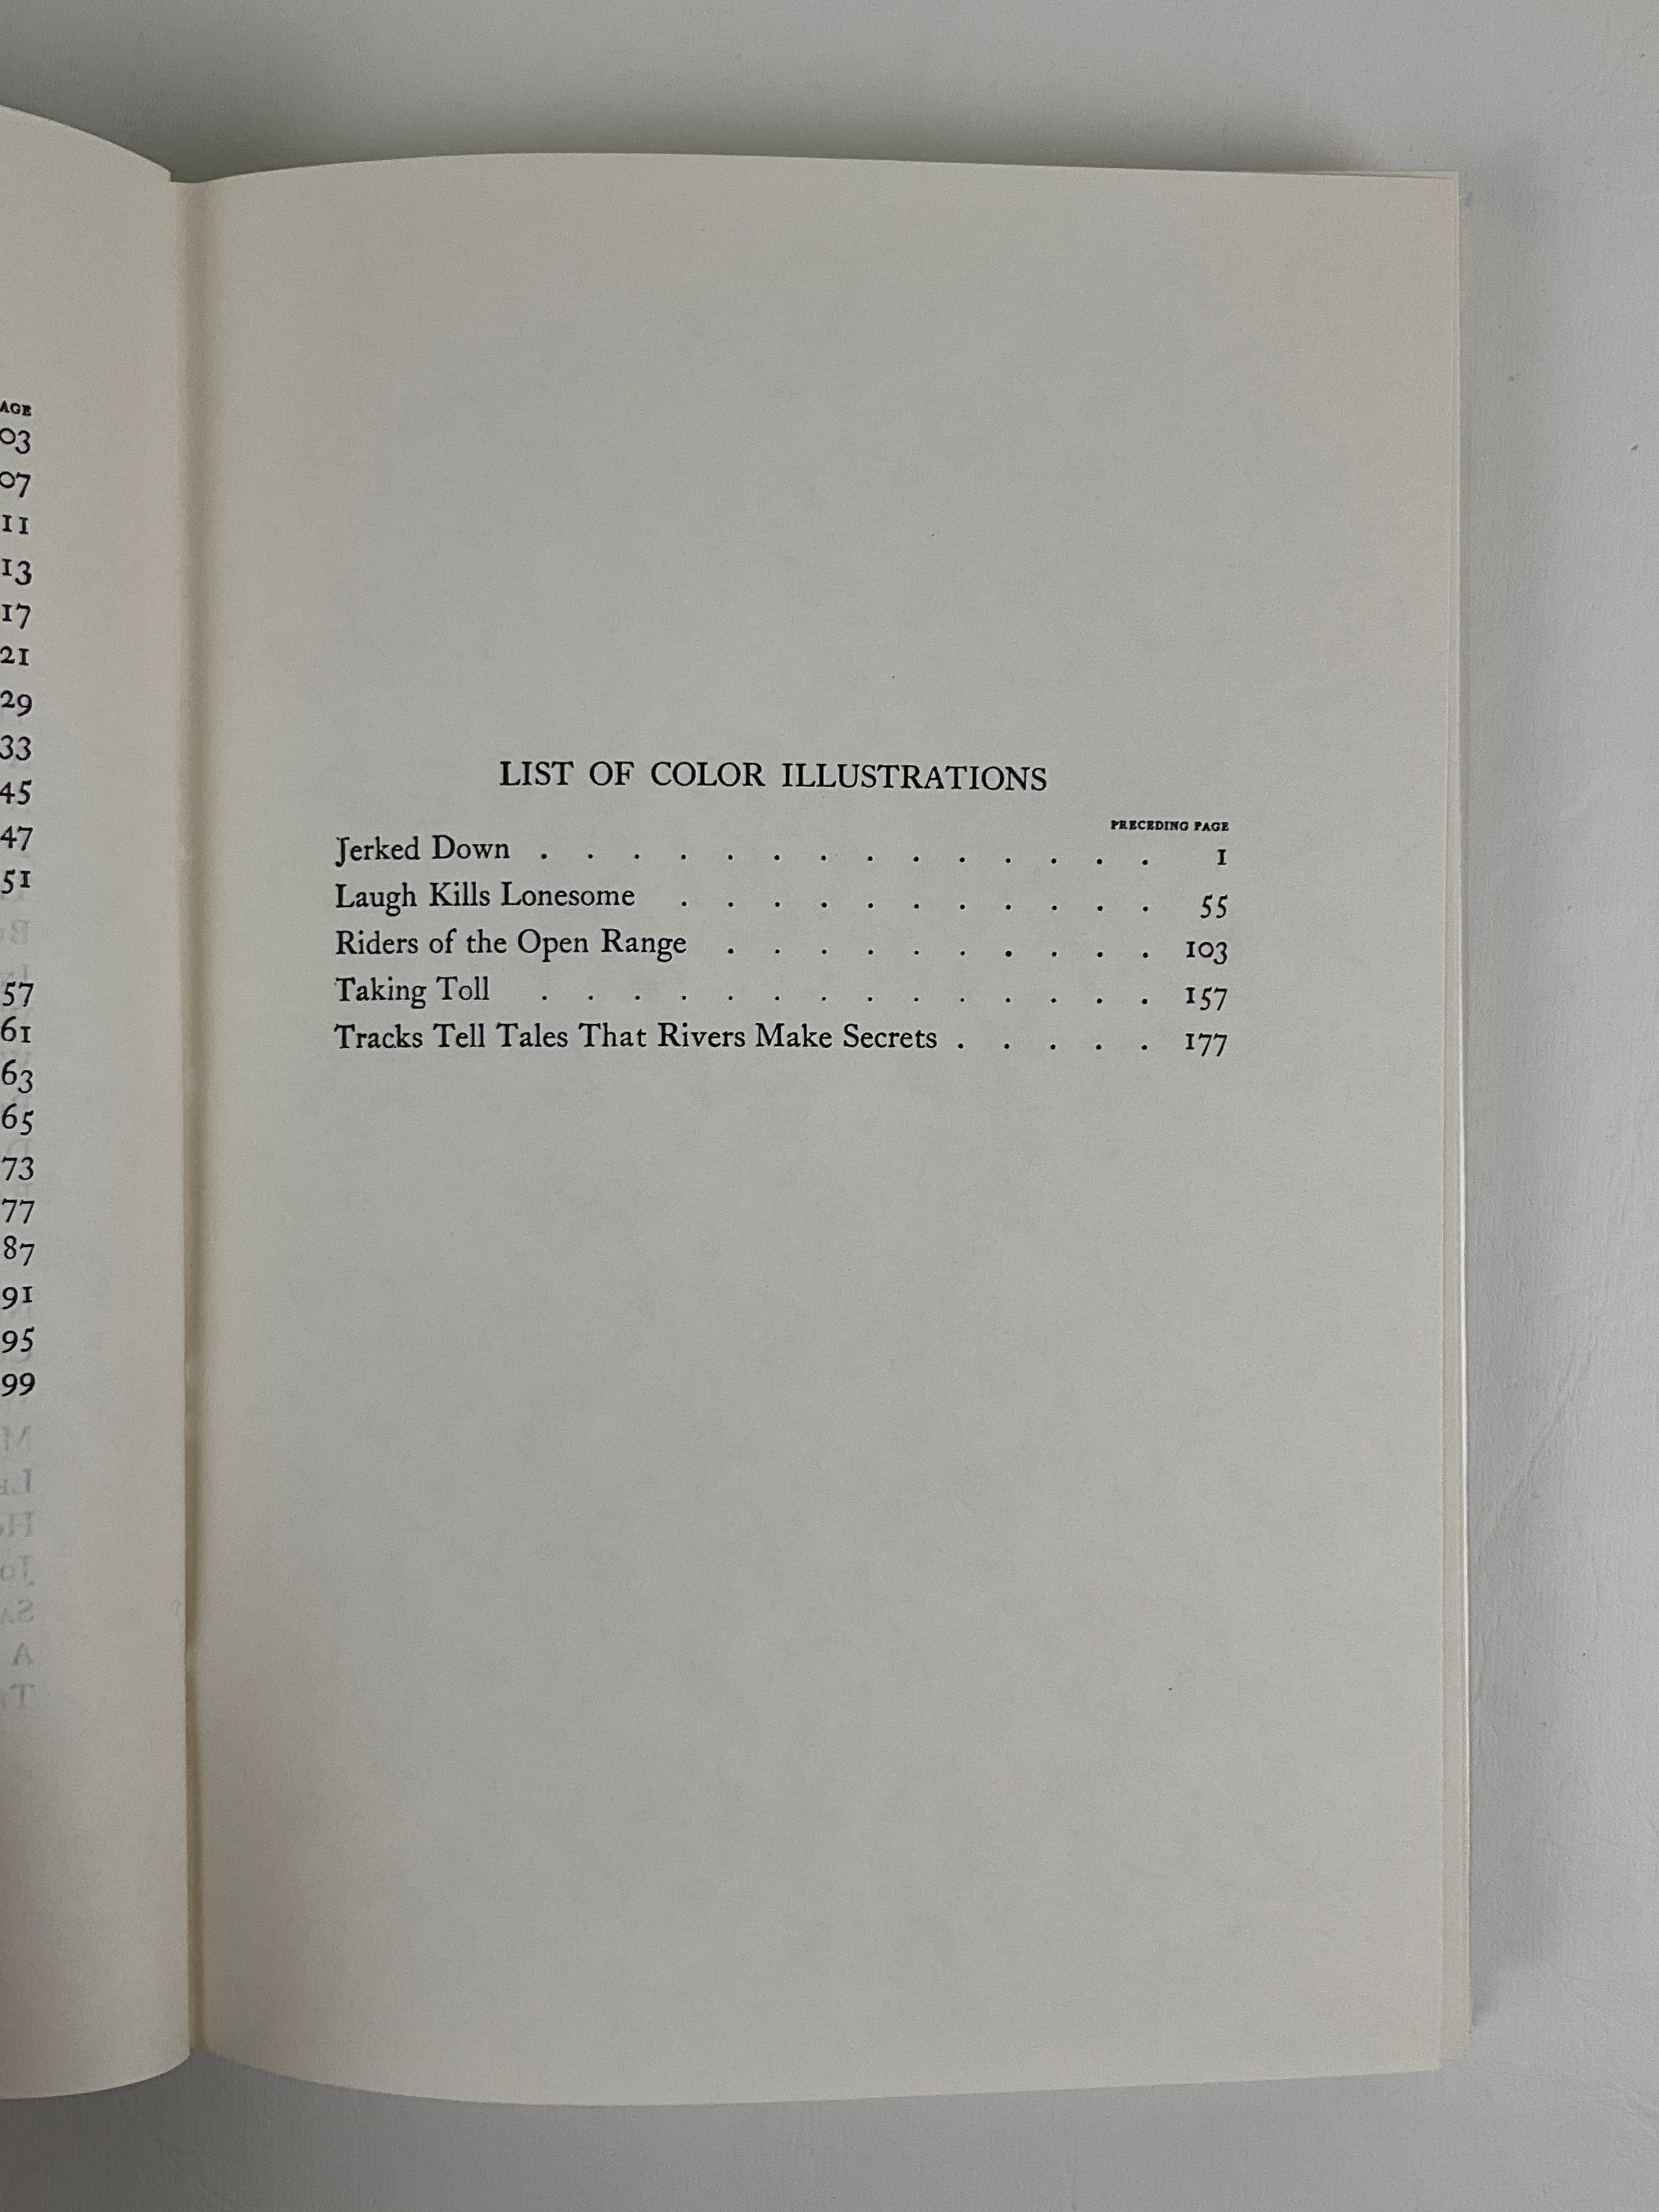 AGE
03
07
11
13
17
21
29
33
45
47
51
57
61
63
65
73
77
87
91
95
99
LIST OF COLOR ILLUSTRATIONS
PRECEDING PAGE
Jerked Down . . . . . . . . . . . . . . 1
Laugh Kills Lonesome . . . . . . . . . . . 55
Riders of the Open Range . . . . . . . . . . 103
Taking Toll . . . . . . . . . . . . . . 157
Tracks Tell Tales That Rivers Make Secrets . . . . . 177